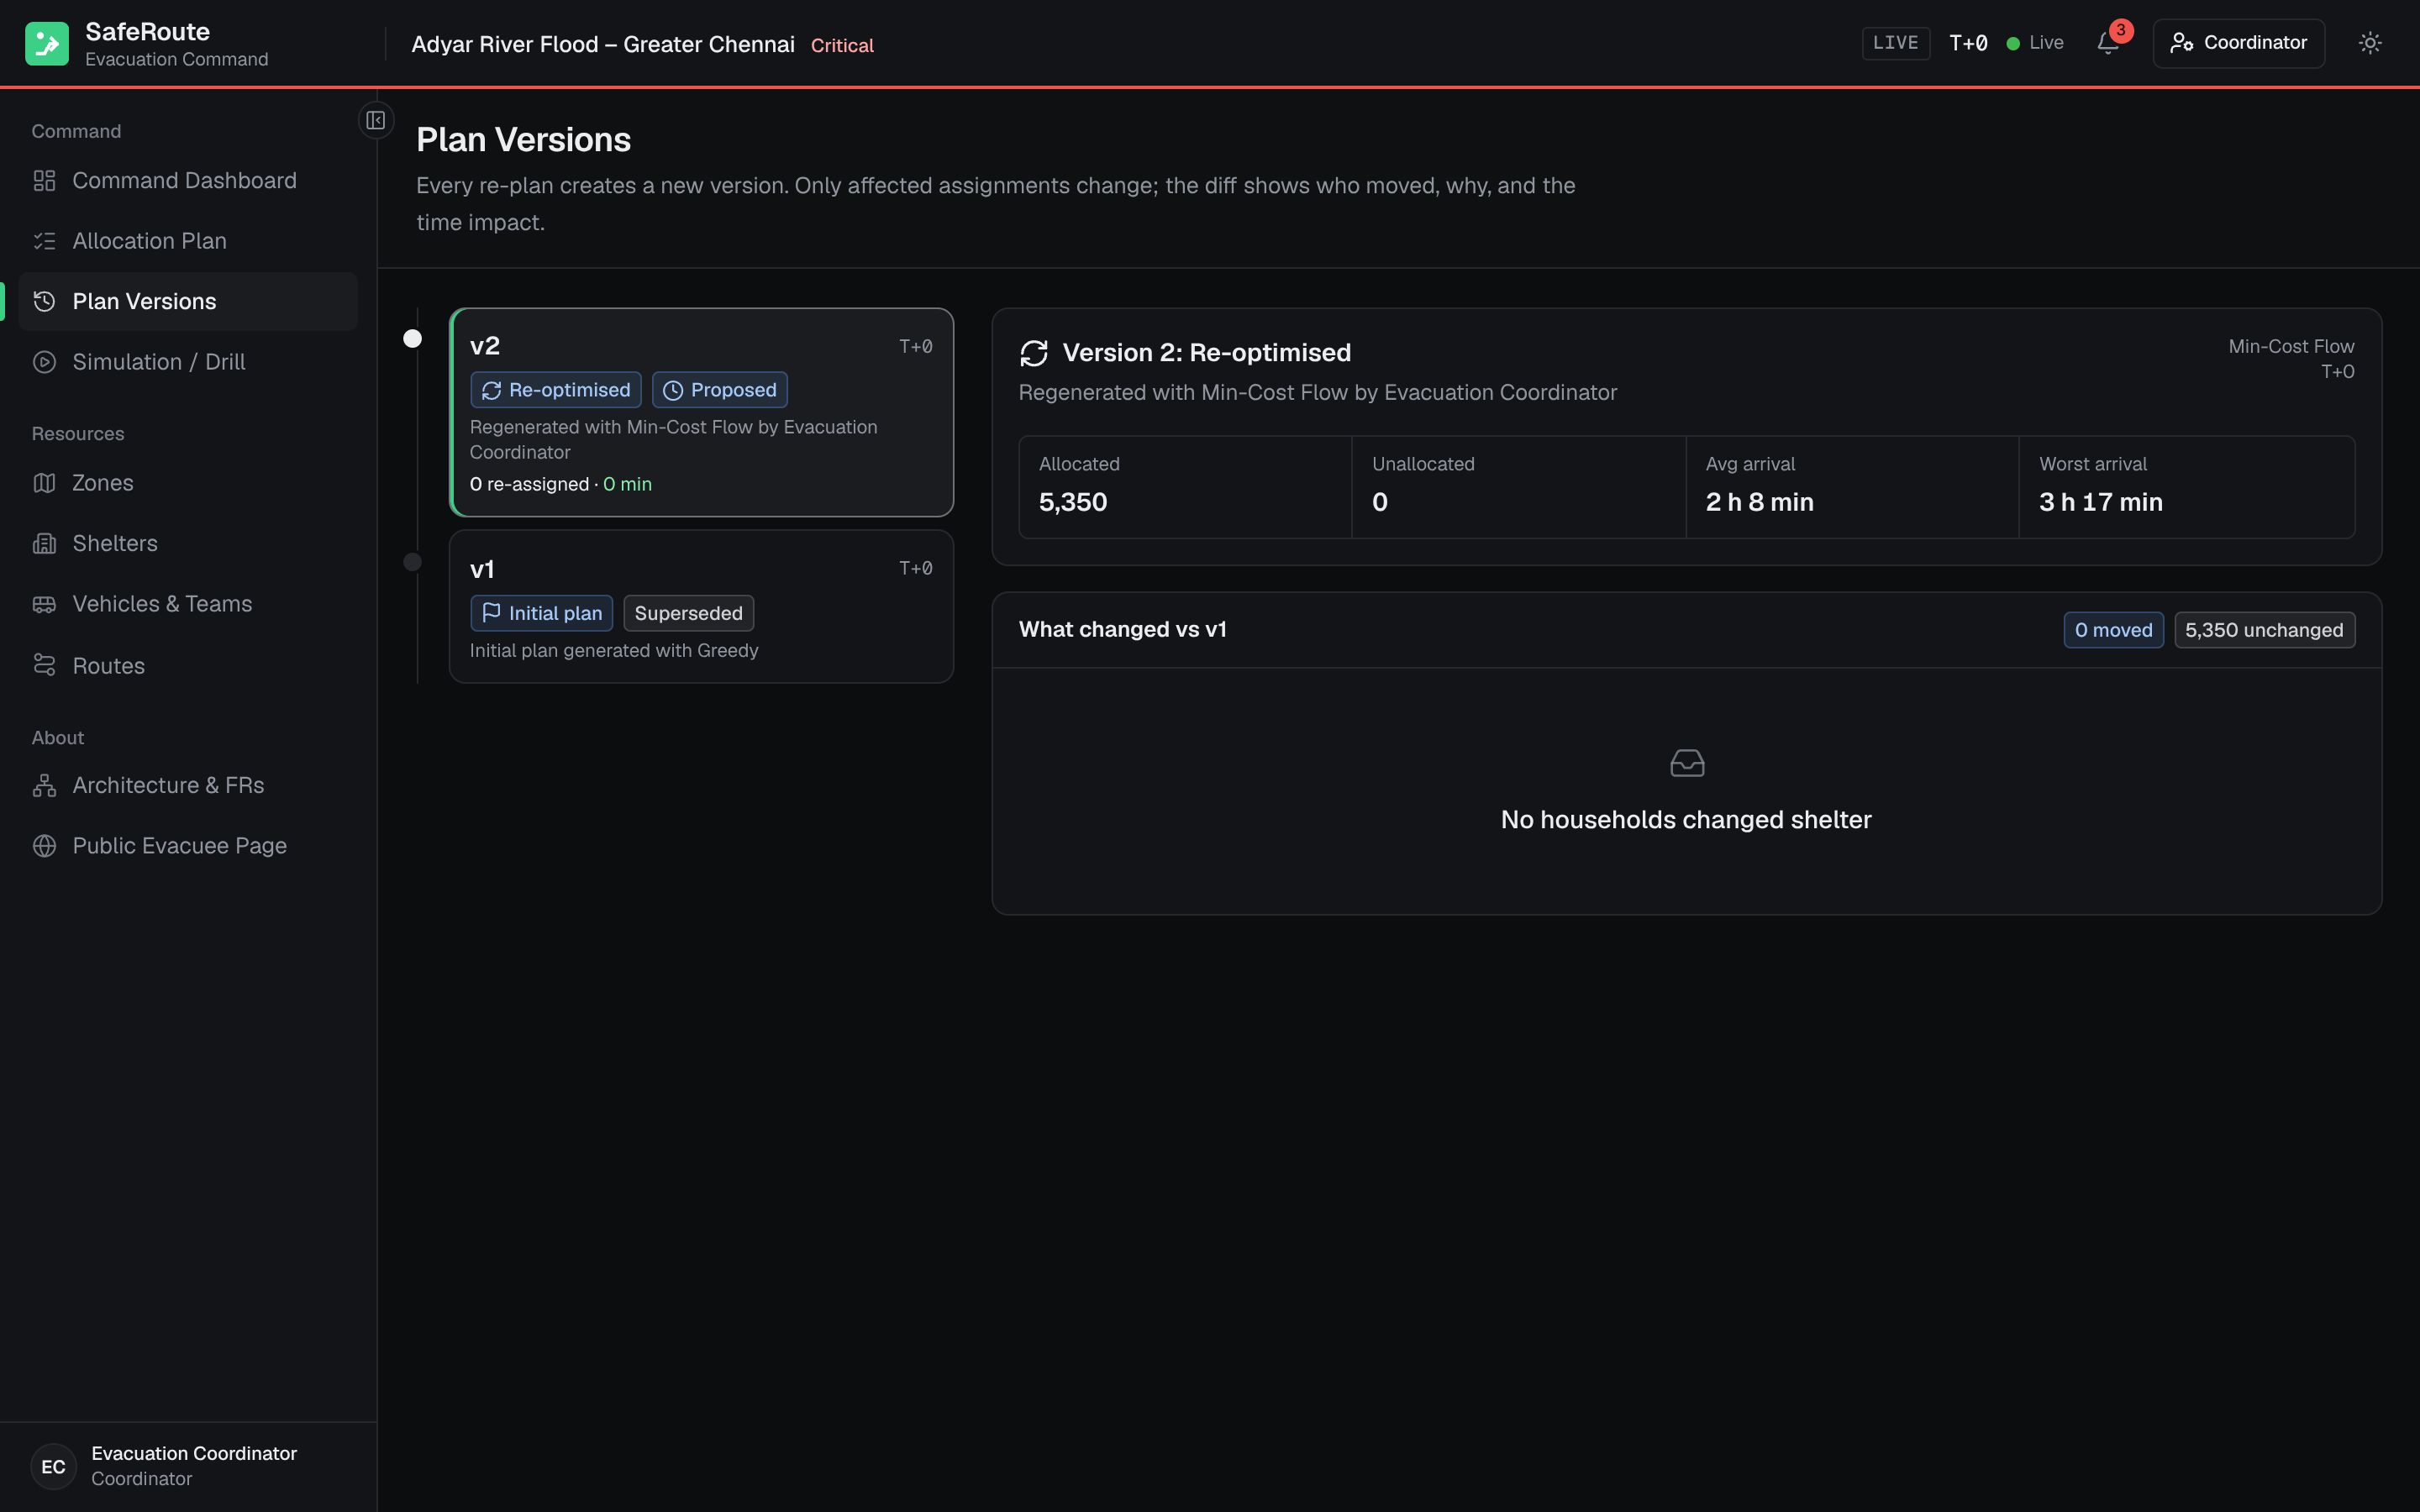 SafeRoute
Evacuation Command
Adyar River Flood – Greater Chennai Critical
LIVE T+0 Live 3 Coordinator
Command
Command Dashboard
Allocation Plan
Plan Versions
Simulation / Drill
Resources
Zones
Shelters
Vehicles & Teams
Routes
About
Architecture & FRs
Public Evacuee Page
EC
Evacuation Coordinator
Coordinator
Plan Versions
Every re-plan creates a new version. Only affected assignments change; the diff shows who moved, why, and the
time impact.
v2 T+0
Re-optimised Proposed
Regenerated with Min-Cost Flow by Evacuation
Coordinator
0 re-assigned · 0 min
v1 T+0
Initial plan Superseded
Initial plan generated with Greedy
Version 2: Re-optimised
Min-Cost Flow
T+0
Regenerated with Min-Cost Flow by Evacuation Coordinator
Allocated
5,350
Unallocated
0
Avg arrival
2 h 8 min
Worst arrival
3 h 17 min
What changed vs v1
0 moved 5,350 unchanged
No households changed shelter